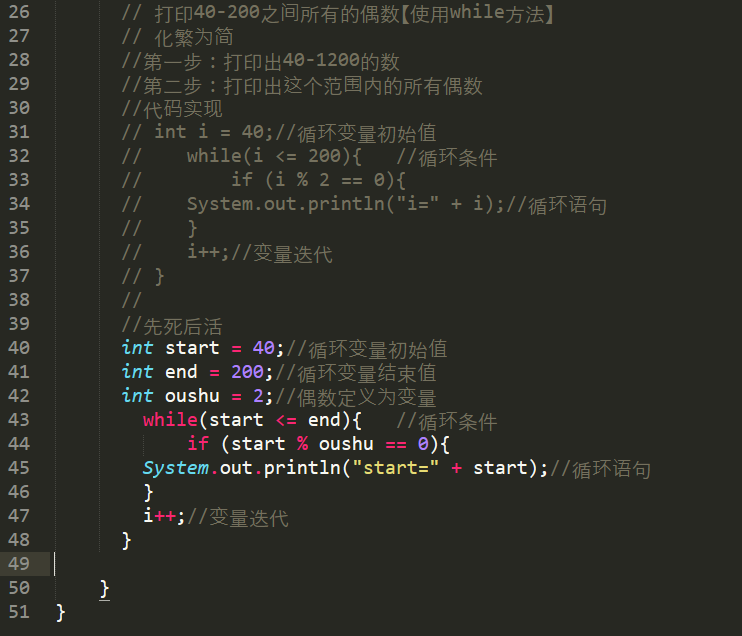 26 // 打印40-200之间所有的偶数【使用while方法】
27 // 化繁为简
28 //第一步：打印出40-1200的数
29 //第二步：打印出这个范围内的所有偶数
30 //代码实现
31 // int i = 40;//循环变量初始值
32 //    while(i <= 200){   //循环条件
33 //        if (i % 2 == 0){
34 //    System.out.println("i=" + i);//循环语句
35 //    }
36 //    i++;//变量迭代
37 // }
38 //
39 //先死后活
40 int start = 40;//循环变量初始值
41 int end = 200;//循环变量结束值
42 int oushu = 2;//偶数定义为变量
43 while(start <= end){   //循环条件
44 if (start % oushu == 0){
45 System.out.println("start=" + start);//循环语句
46 }
47 i++;//变量迭代
48 }
49
50 }
51 }